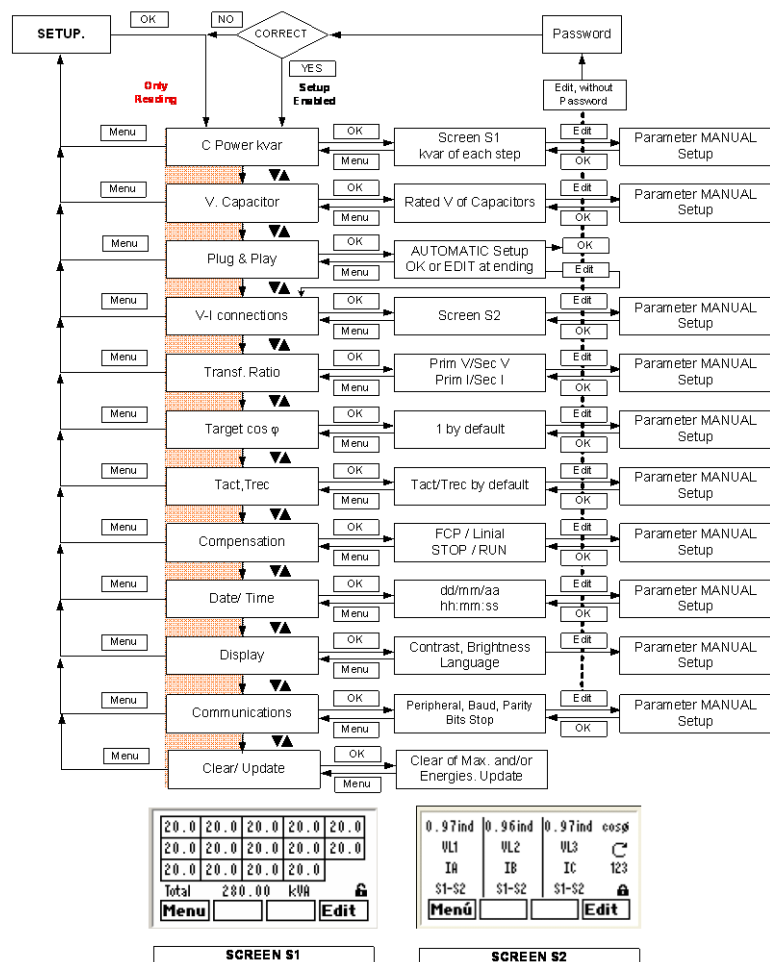 OK
NO
SETUP.
CORRECT
Password
YES
Only
Reading
Setup
Enabled
Edit, without
Password
Menu
C Power kvar
OK
Menu
Screen S1
kvar of each step
Edit
OK
Parameter MANUAL
Setup
▼▲
Menu
V. Capacitor
OK
Menu
Rated V of Capacitors
Edit
OK
Parameter MANUAL
Setup
▼▲
Menu
Plug & Play
OK
Menu
AUTOMATIC Setup
OK or EDIT at ending
OK
Edit
▼▲
Menu
V-I connections
OK
Menu
Screen S2
Edit
OK
Parameter MANUAL
Setup
▼▲
Menu
Transf. Ratio
OK
Menu
Prim V/Sec V
Prim I/Sec I
Edit
OK
Parameter MANUAL
Setup
▼▲
Menu
Target cos φ
OK
Menu
1 by default
Edit
OK
Parameter MANUAL
Setup
▼▲
Menu
Tact,Trec
OK
Menu
Tact/Trec by default
Edit
OK
Parameter MANUAL
Setup
▼▲
Menu
Compensation
OK
Menu
FCP / Linial
STOP / RUN
Edit
OK
Parameter MANUAL
Setup
▼▲
Menu
Date/ Time
OK
Menu
dd/mm/aa
hh:mm:ss
Edit
OK
Parameter MANUAL
Setup
▼▲
Menu
Display
OK
Menu
Contrast, Brightness
Language
Edit
Parameter MANUAL
Setup
▼▲
Menu
Communications
OK
Menu
Peripheral, Baud, Parity
Bits Stop
Edit
OK
Parameter MANUAL
Setup
▼▲
Menu
Clear/ Update
OK
Menu
Clear of Max. and/or
Energies. Update
20.0 20.0 20.0 20.0 20.0
20.0 20.0 20.0 20.0 20.0
20.0 20.0 20.0 20.0
Total 280.00 kVA
Menu Edit
SCREEN S1
0.97ind 0.96ind 0.97ind cosø
VL1 VL2 VL3
IA IB IC 123
S1-S2 S1-S2 S1-S2
Menú Edit
SCREEN S2